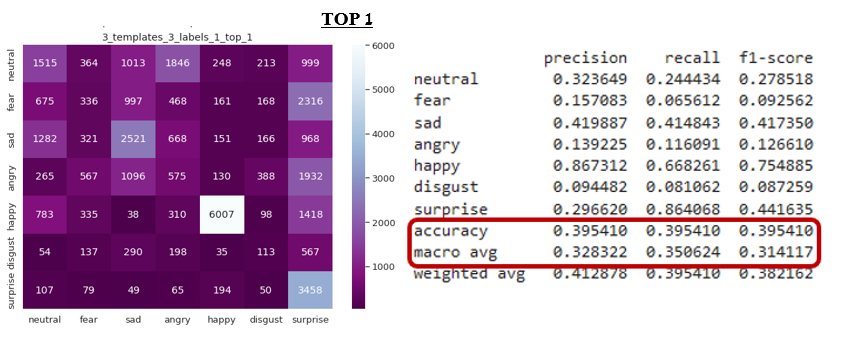 TOP 1
3_templates_3_labels_1_top_1
neutral 1515 364 1013 1846 248 213 999
fear 675 336 997 468 161 168 2316
sad 1282 321 2521 668 151 166 968
angry 265 567 1096 575 130 388 1932
happy 783 335 38 310 6007 98 1418
disgust 54 137 290 198 35 113 567
surprise 107 79 49 65 194 50 3458
neutral fear sad angry happy disgust surprise
6000
5000
4000
3000
2000
1000
precision recall f1-score
neutral 0.323649 0.244434 0.278518
fear 0.157083 0.065612 0.092562
sad 0.419887 0.414843 0.417350
angry 0.139225 0.116091 0.126610
happy 0.867312 0.668261 0.754885
disgust 0.094482 0.081062 0.087259
surprise 0.296620 0.864068 0.441635
accuracy 0.395410 0.395410 0.395410
macro avg 0.328322 0.350624 0.314117
weighted avg 0.412878 0.395410 0.382162